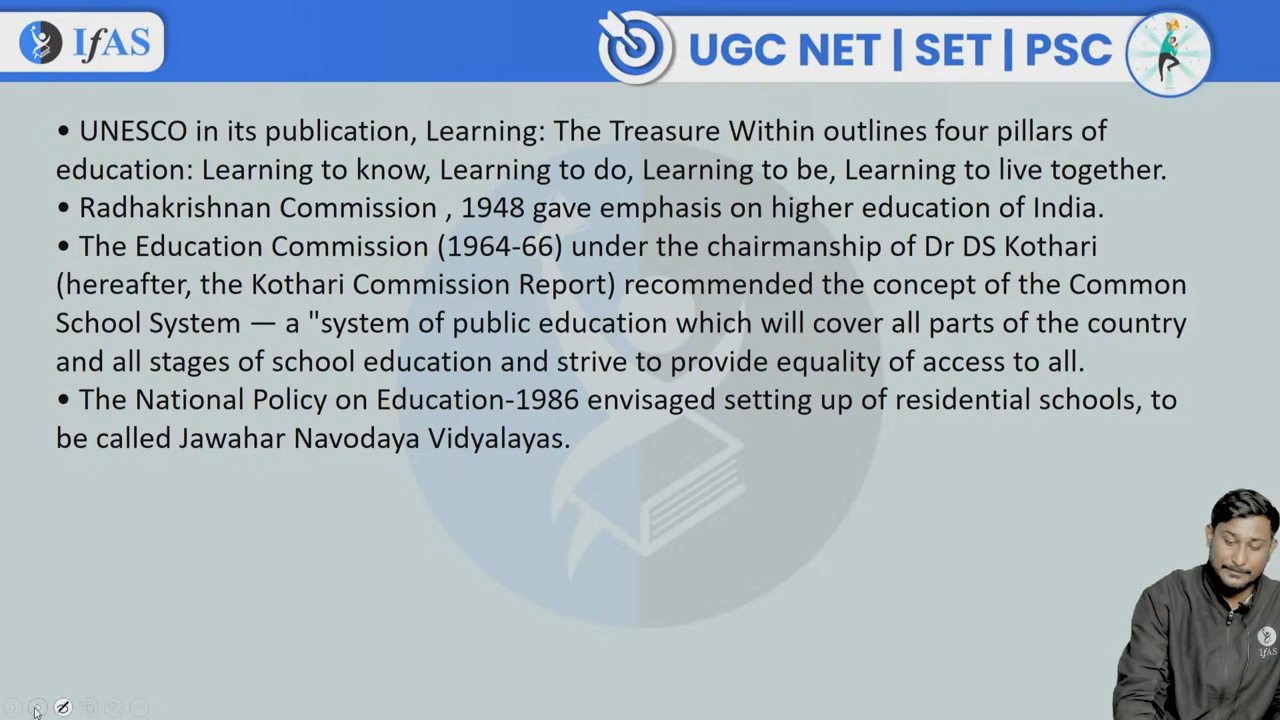 IfAS
UGC NET | SET | PSC
• UNESCO in its publication, Learning: The Treasure Within outlines four pillars of
education: Learning to know, Learning to do, Learning to be, Learning to live together.
• Radhakrishnan Commission , 1948 gave emphasis on higher education of India.
• The Education Commission (1964-66) under the chairmanship of Dr DS Kothari
(hereafter, the Kothari Commission Report) recommended the concept of the Common
School System — a "system of public education which will cover all parts of the country
and all stages of school education and strive to provide equality of access to all.
• The National Policy on Education-1986 envisaged setting up of residential schools, to
be called Jawahar Navodaya Vidyalayas.
IfAS